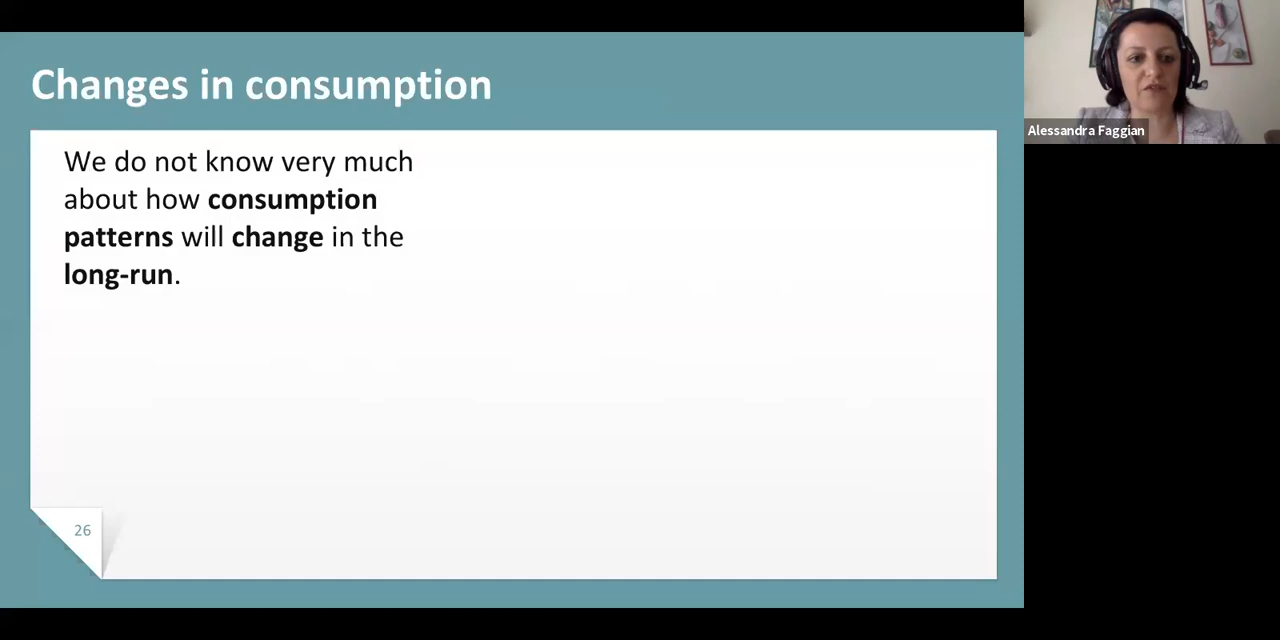 Changes in consumption
We do not know very much
about how consumption
patterns will change in the
long-run.
26
Alessandra Faggian